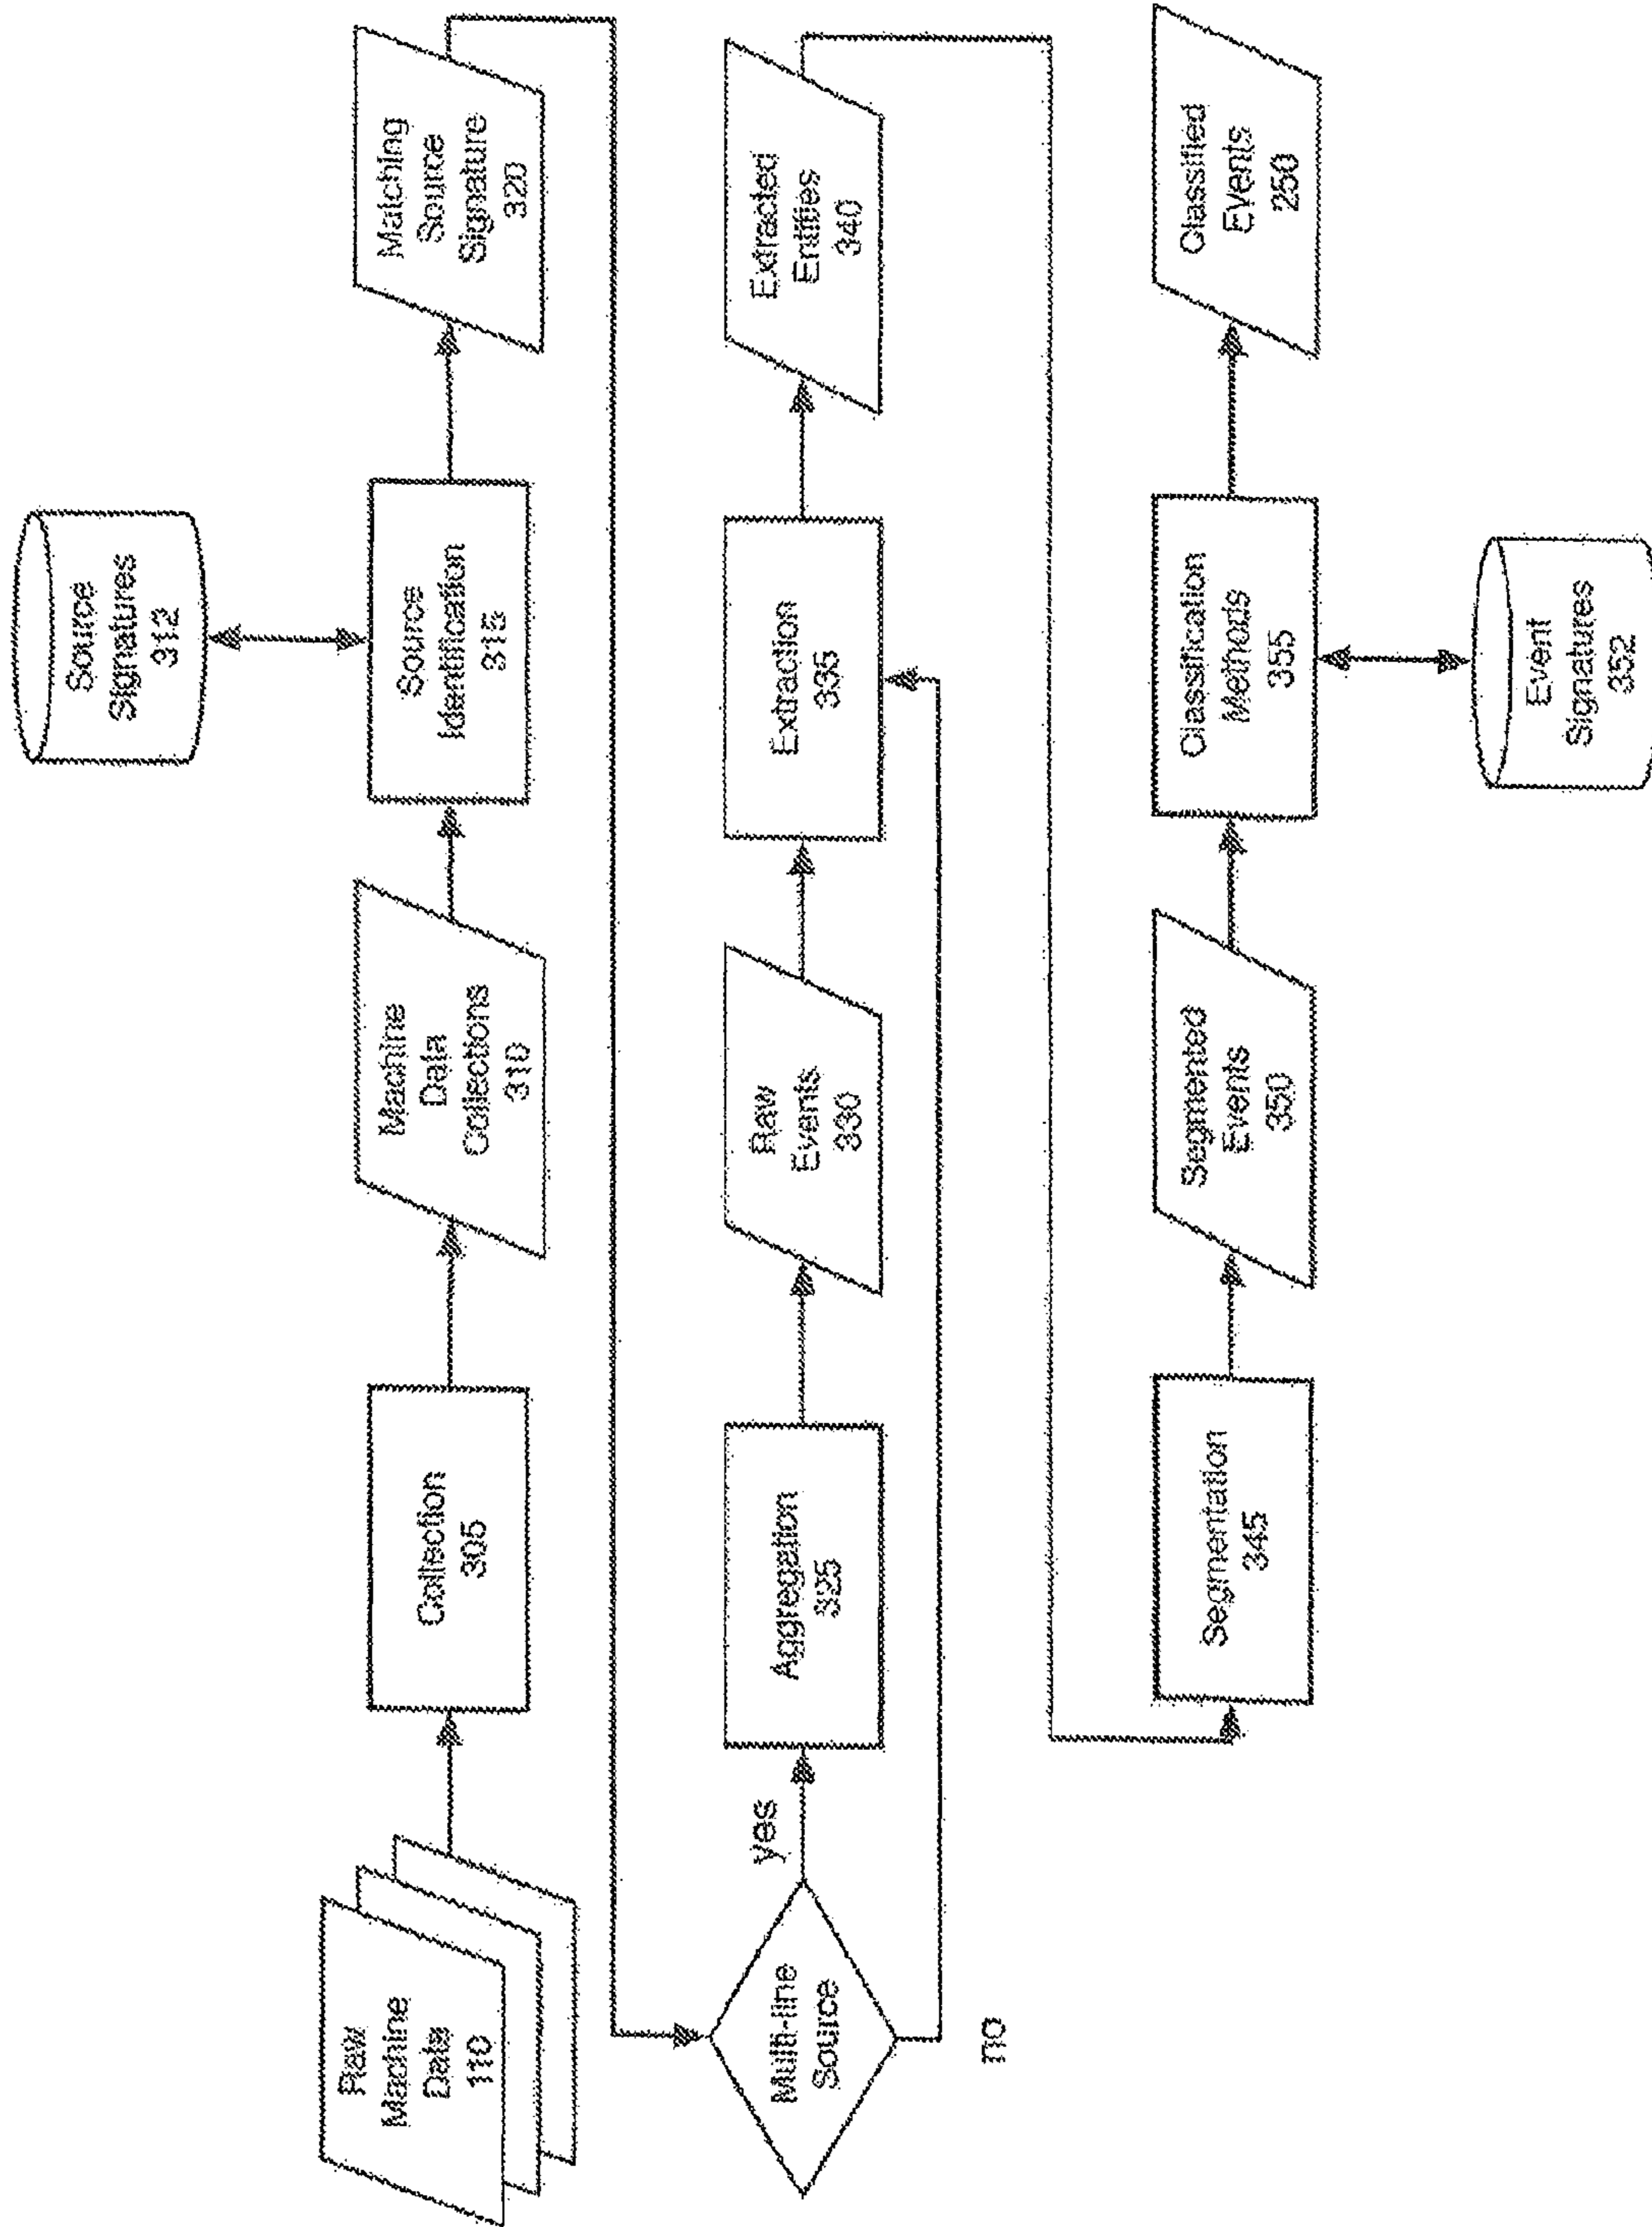 Source
Signatures
312
Raw
Machine
Data
110
Collection
305
Machine
Data
Collections
310
Source
Identification
315
Matching
Source
Signature
320
Multi-line
Source
yes
no
Aggregation
325
Raw
Events
330
Extraction
335
Extracted
Entities
340
Segmentation
345
Segmented
Events
350
Classification
Methods
355
Classified
Events
250
Event
Signatures
352